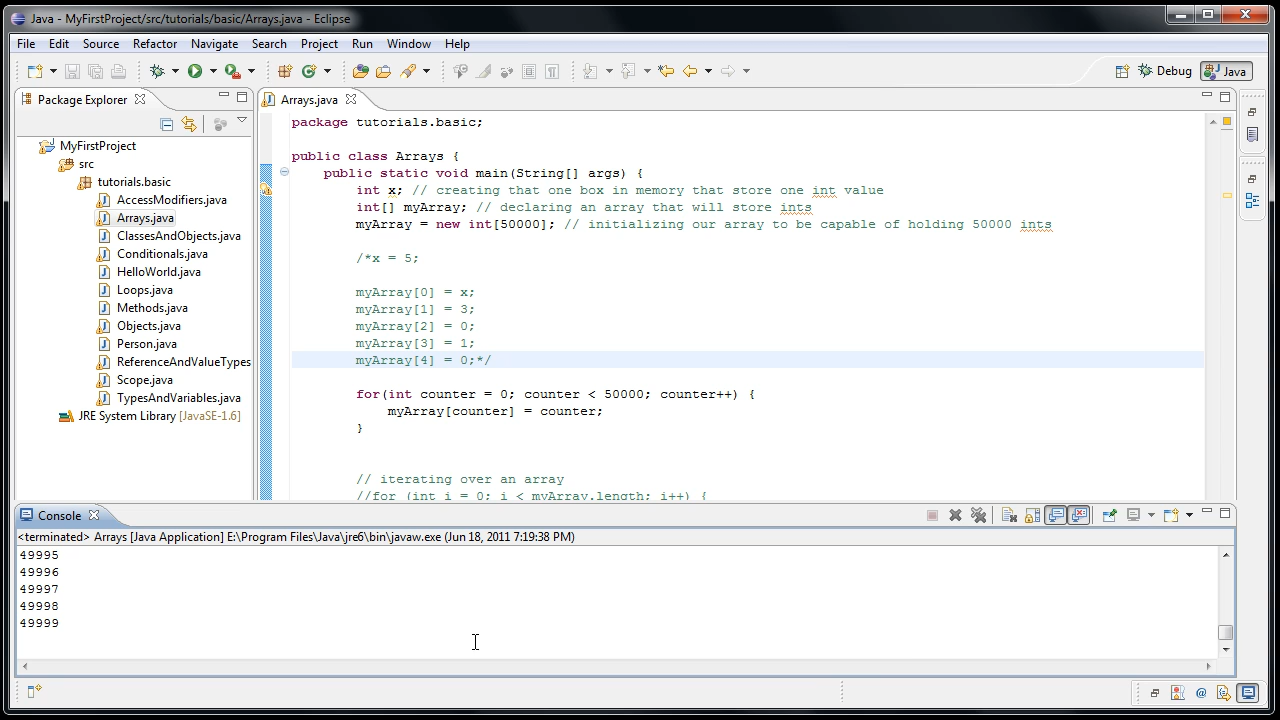 Java - MyFirstProject/src/tutorials/basic/Arrays.java - Eclipse
File Edit Source Refactor Navigate Search Project Run Window Help
Debug Java
Package Explorer
Arrays.java
MyFirstProject
src
tutorials.basic
AccessModifiers.java
Arrays.java
ClassesAndObjects.java
Conditionals.java
HelloWorld.java
Loops.java
Methods.java
Objects.java
Person.java
ReferenceAndValueTypes
Scope.java
TypesAndVariables.java
JRE System Library [JavaSE-1.6]
package tutorials.basic;
public class Arrays {
public static void main(String[] args) {
int x; // creating that one box in memory that store one int value
int[] myArray; // declaring an array that will store ints
myArray = new int[50000]; // initializing our array to be capable of holding 50000 ints
/*x = 5;
myArray[0] = x;
myArray[1] = 3;
myArray[2] = 0;
myArray[3] = 1;
myArray[4] = 0;*/
for(int counter = 0; counter < 50000; counter++) {
myArray[counter] = counter;
}
// iterating over an array
//for (int i = 0; i < myArray.length; i++) {
Console
<terminated> Arrays [Java Application] E:\Program Files\Java\jre6\bin\javaw.exe (Jun 18, 2011 7:19:38 PM)
49995
49996
49997
49998
49999